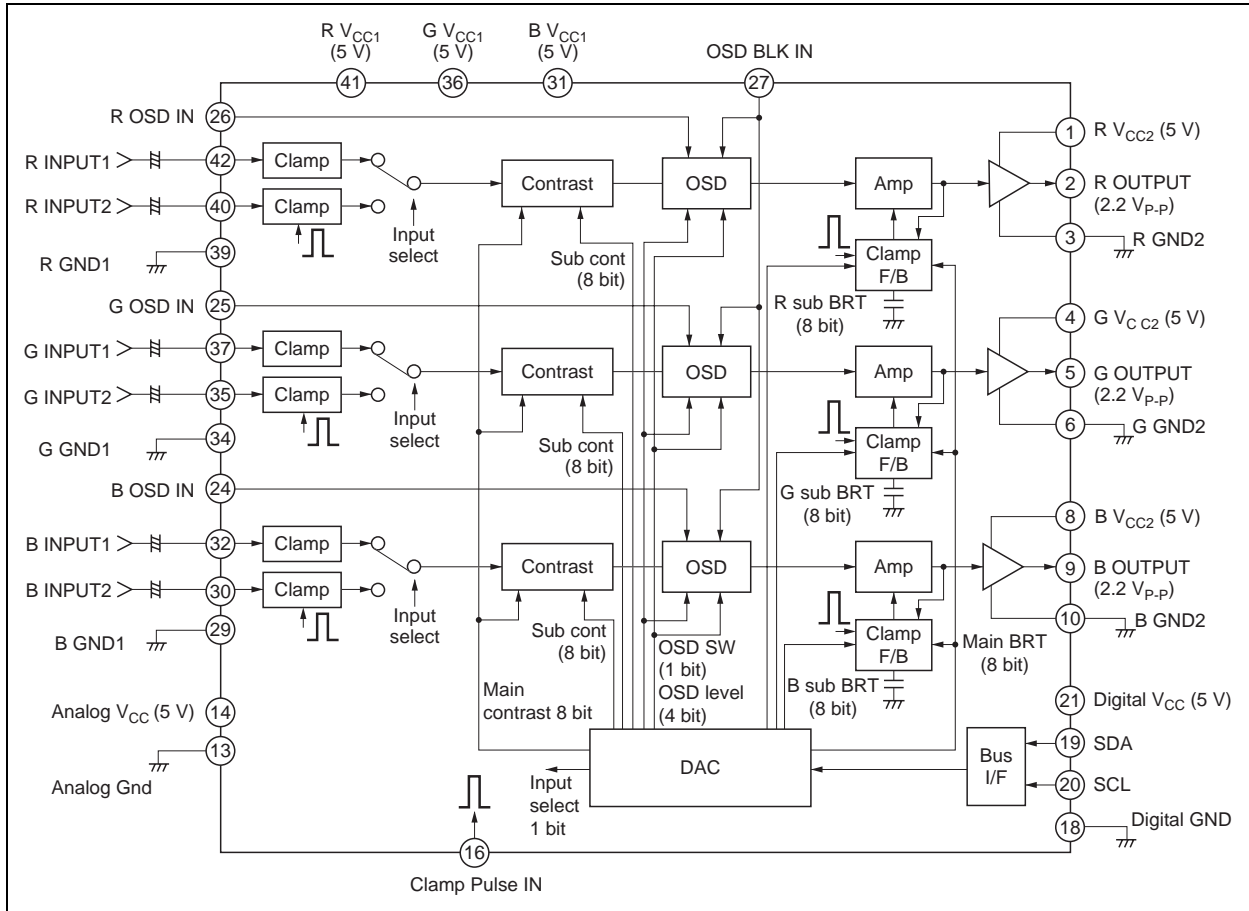 R VCC1
(5 V)
G VCC1
(5 V)
B VCC1
(5 V)
OSD BLK IN
41
36
31
27
R OSD IN
26
R INPUT1
42
Clamp
R INPUT2
40
Clamp
R GND1
39
Input
select
Contrast
Sub cont
(8 bit)
OSD
Amp
Clamp
F/B
R sub BRT
(8 bit)
1
R VCC2 (5 V)
2
R OUTPUT
(2.2 VP-P)
3
R GND2
G OSD IN
25
G INPUT1
37
Clamp
G INPUT2
35
Clamp
G GND1
34
Input
select
Contrast
Sub cont
(8 bit)
OSD
Amp
Clamp
F/B
G sub BRT
(8 bit)
4
G VC C2 (5 V)
5
G OUTPUT
(2.2 VP-P)
6
G GND2
B OSD IN
24
B INPUT1
32
Clamp
B INPUT2
30
Clamp
B GND1
29
Input
select
Contrast
Sub cont
(8 bit)
OSD
OSD SW
(1 bit)
OSD level
(4 bit)
Amp
Clamp
F/B
B sub BRT
(8 bit)
Main BRT
(8 bit)
8
B VCC2 (5 V)
9
B OUTPUT
(2.2 VP-P)
10
B GND2
Main
contrast 8 bit
Analog VCC (5 V)
14
13
Analog Gnd
Input
select
1 bit
DAC
Bus
I/F
21
Digital VCC (5 V)
19
SDA
20
SCL
18
Digital GND
16
Clamp Pulse IN